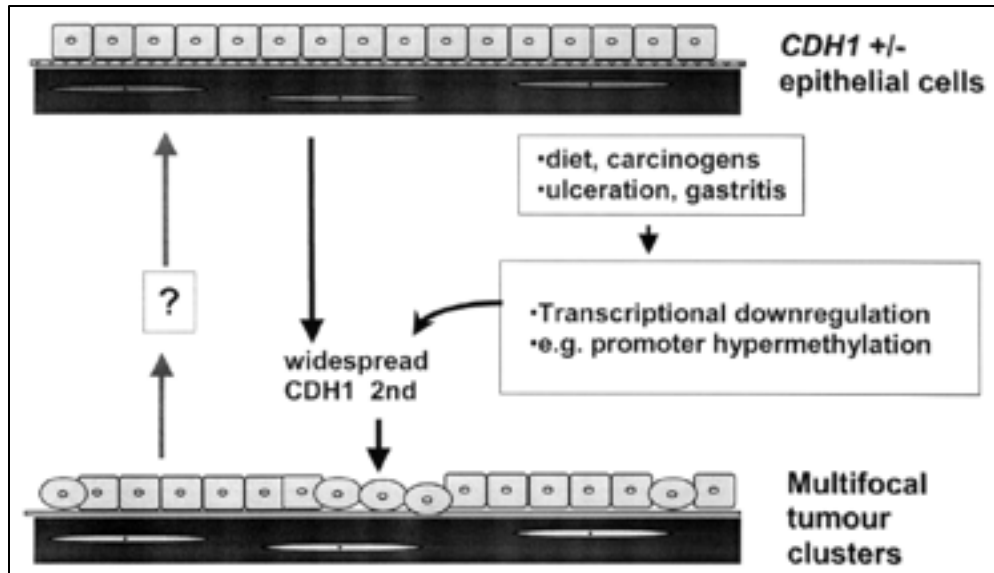 CDH1 +/-
epithelial cells
•diet, carcinogens
•ulceration, gastritis
?
•Transcriptional downregulation
•e.g. promoter hypermethylation
widespread
CDH1 2nd
Multifocal
tumour
clusters